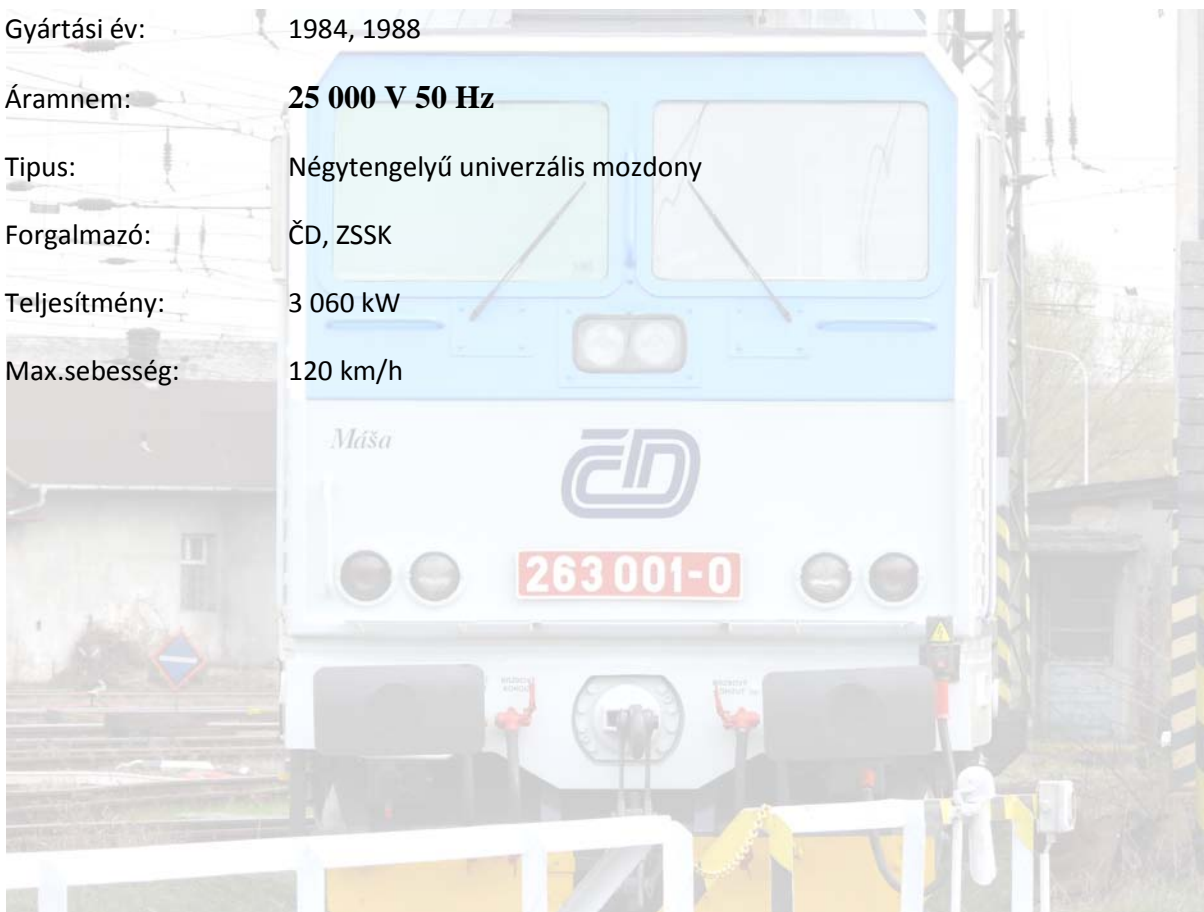 Gyártási év: 1984, 1988
Áramnem: 25 000 V 50 Hz
Tipus: Négytengelyű univerzális mozdony
Forgalmazó: ČD, ZSSK
Teljesítmény: 3 060 kW
Max.sebesség: 120 km/h
Máša
ČD
263 001-0